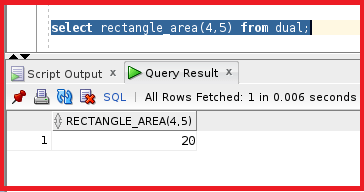 select rectangle_area(4,5) from dual;
Script Output x Query Result x
SQL | All Rows Fetched: 1 in 0.006 seconds
RECTANGLE_AREA(4,5)
1 20